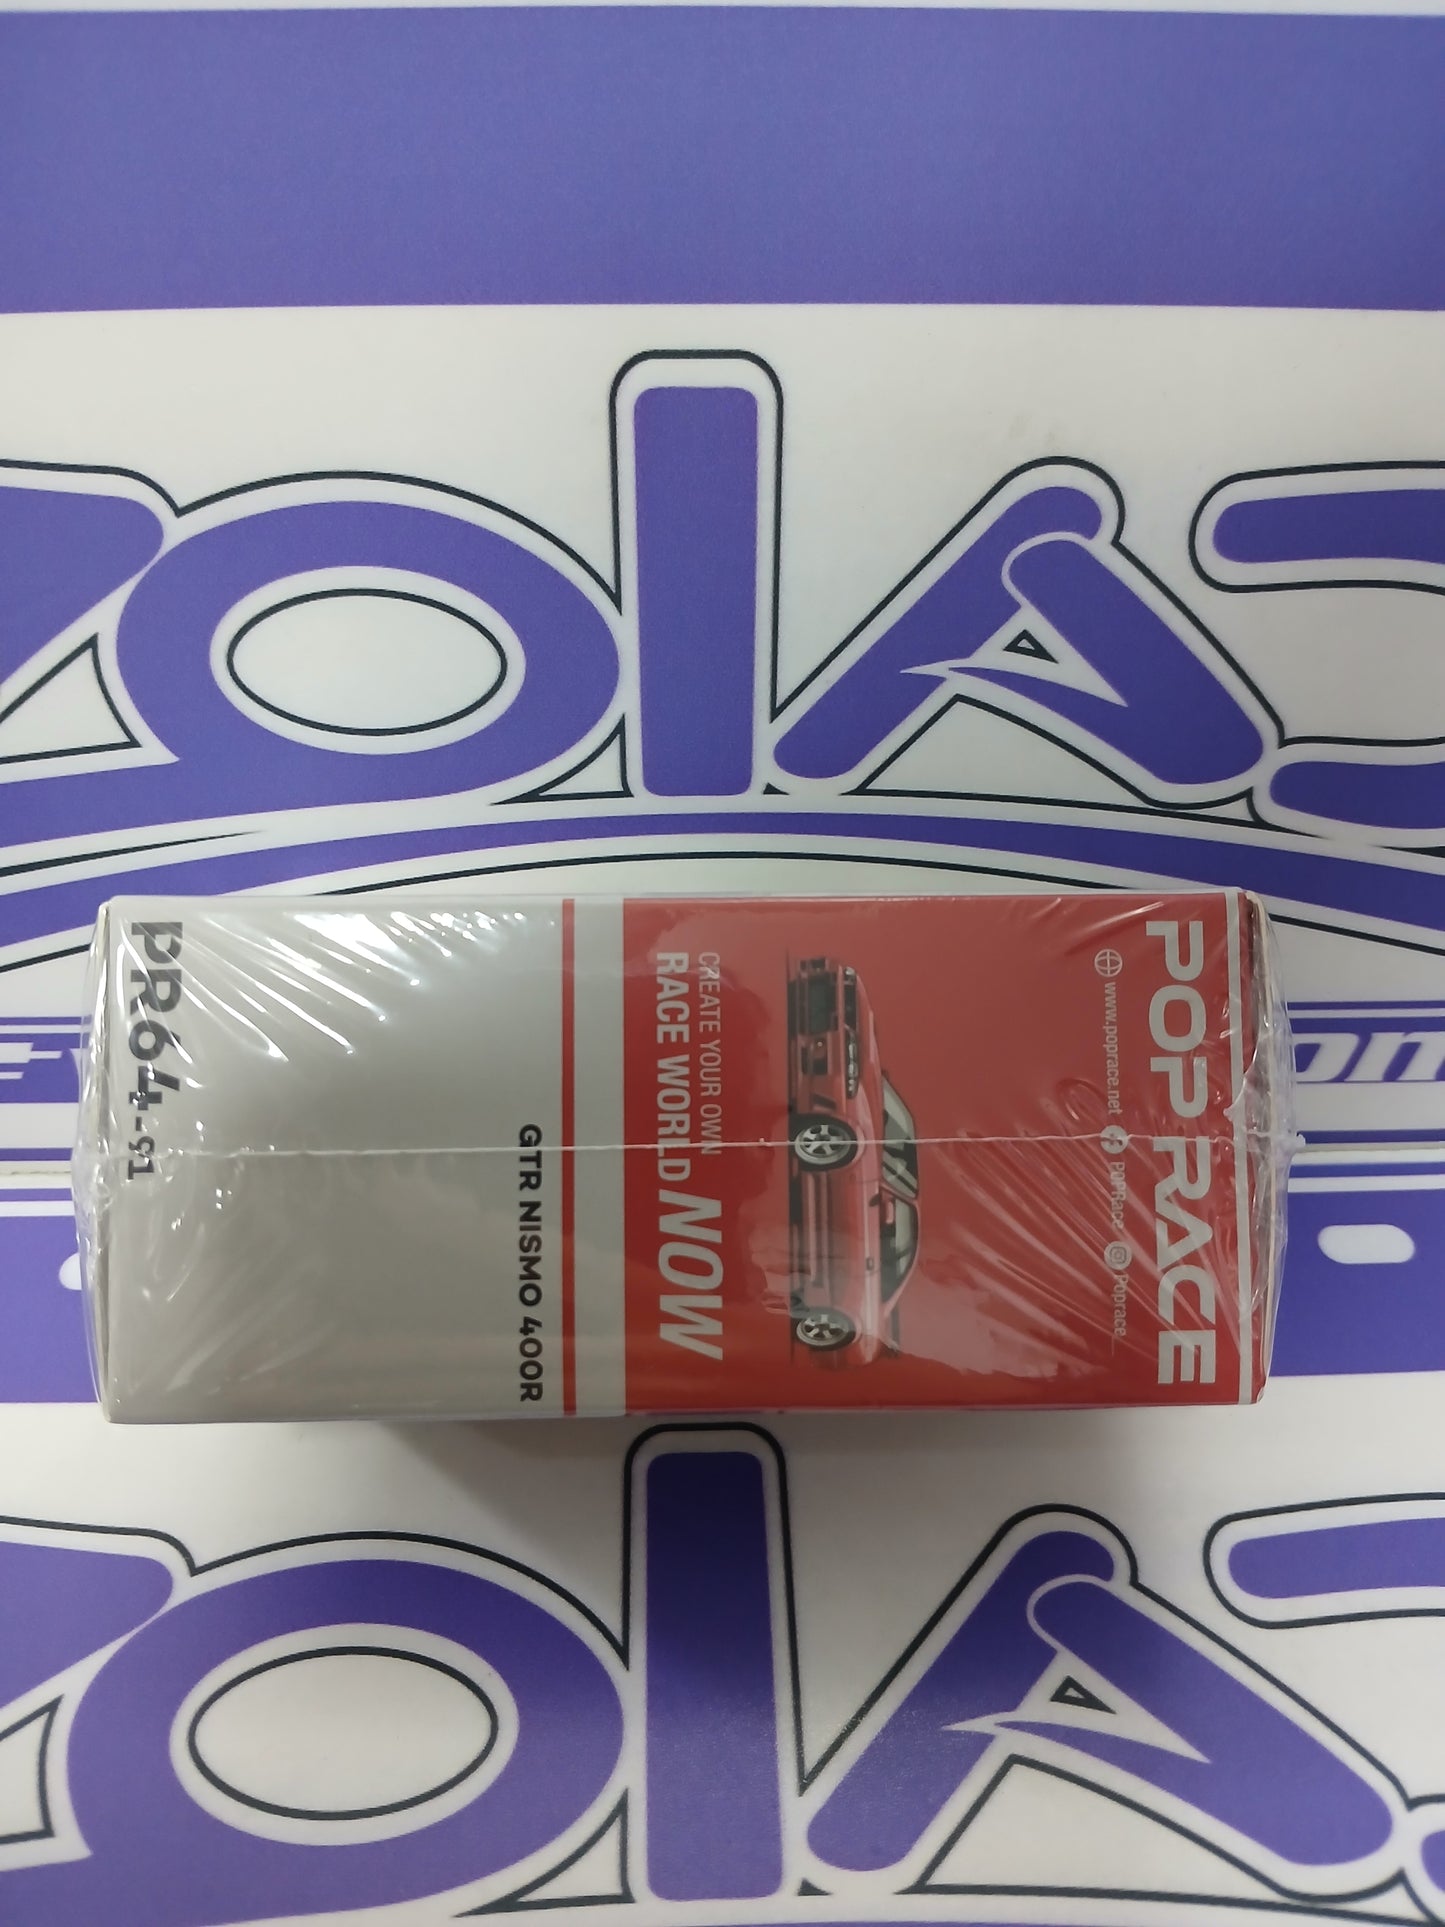 POP RACE
www.poprace.net PoPRace Poprace
CREATE YOUR OWN
RACE WORLD NOW
GTR NISMO 400R
PR64-91